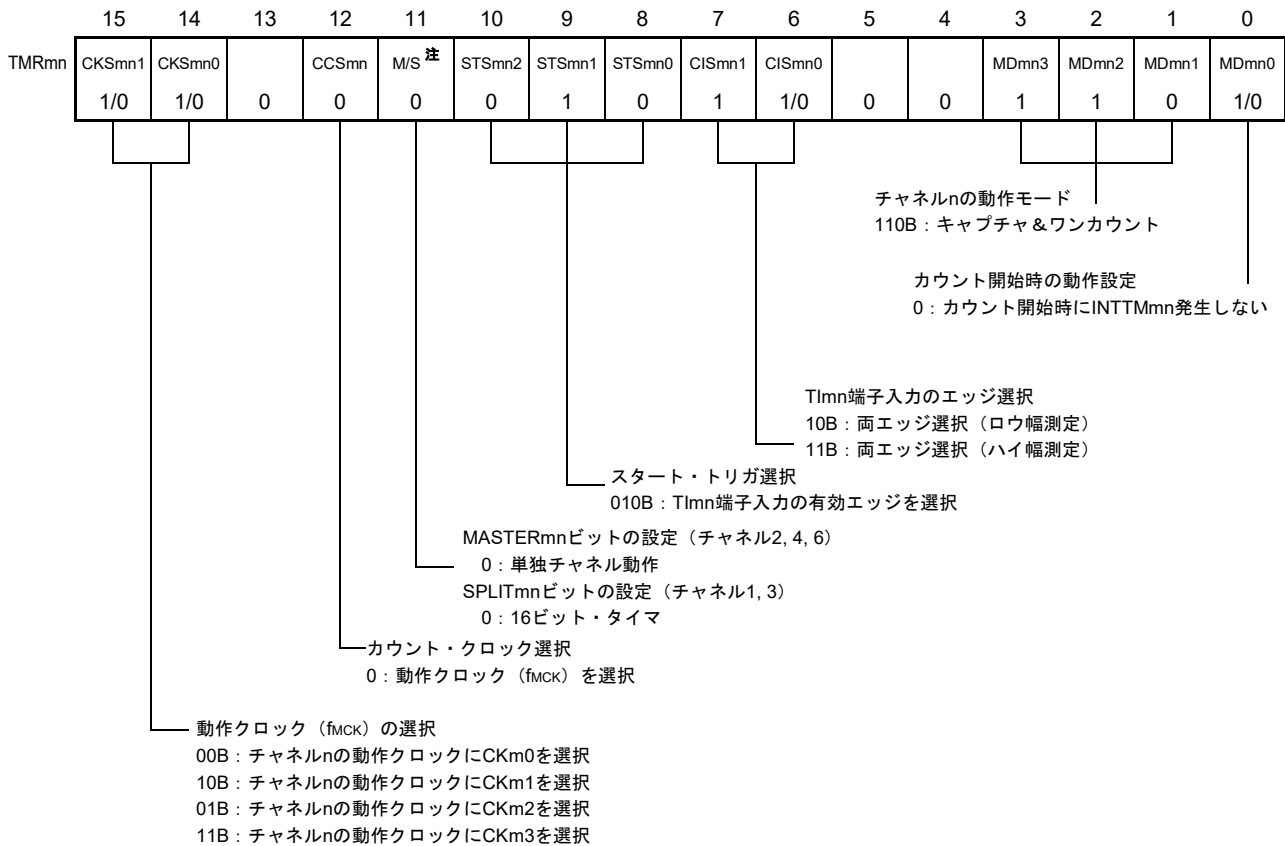 15 14 13 12 11 10 9 8 7 6 5 4 3 2 1 0
TMRmn CKSmn1 CKSmn0 CCSmn M/S 注 STSmn2 STSmn1 STSmn0 CISmn1 CISmn0 MDmn3 MDmn2 MDmn1 MDmn0
1/0 1/0 0 0 0 0 1 0 1 1/0 0 0 1 1 0 1/0
チャネルnの動作モード
110B：キャプチャ＆ワンカウント
カウント開始時の動作設定
0：カウント開始時にINTTMmn発生しない
TImn端子入力のエッジ選択
10B：両エッジ選択（ロウ幅測定）
11B：両エッジ選択（ハイ幅測定）
スタート・トリガ選択
010B：TImn端子入力の有効エッジを選択
MASTERmnビットの設定（チャネル2, 4, 6）
0：単独チャネル動作
SPLITmnビットの設定（チャネル1, 3）
0：16ビット・タイマ
カウント・クロック選択
0：動作クロック（fMCK）を選択
動作クロック（fMCK）の選択
00B：チャネルnの動作クロックにCKm0を選択
10B：チャネルnの動作クロックにCKm1を選択
01B：チャネルnの動作クロックにCKm2を選択
11B：チャネルnの動作クロックにCKm3を選択